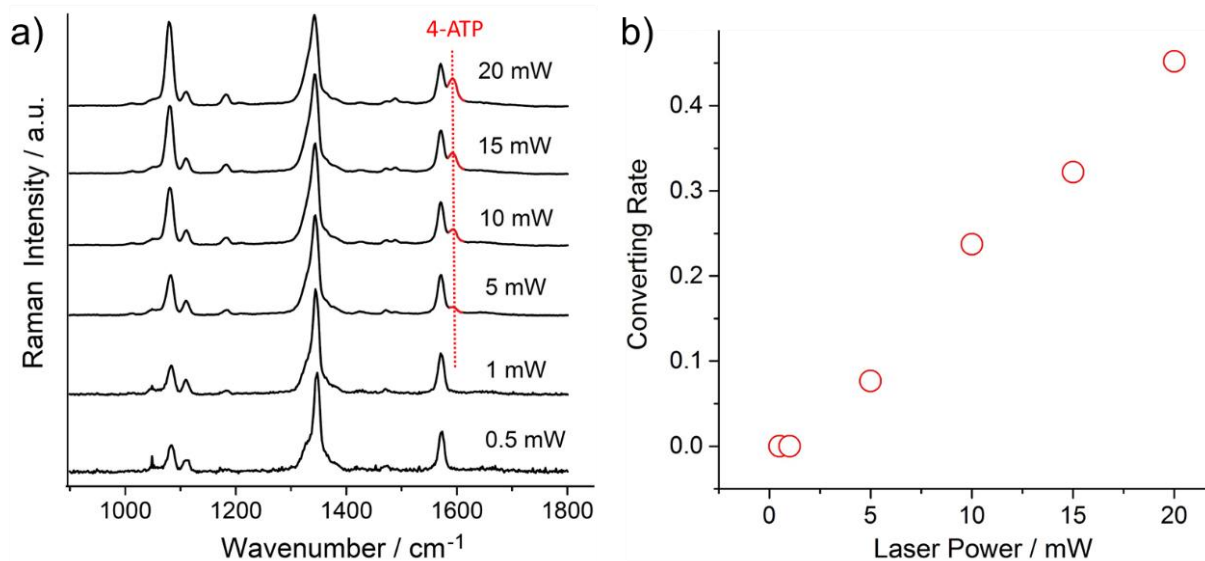 a)
4-ATP
20 mW
15 mW
10 mW
5 mW
1 mW
0.5 mW
Raman Intensity / a.u.
1000 1200 1400 1600 1800
Wavenumber / cm⁻¹
b)
Converting Rate
0.4
0.3
0.2
0.1
0.0
0 5 10 15 20
Laser Power / mW